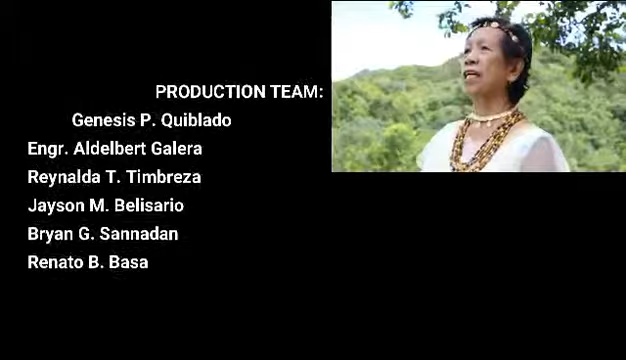 PRODUCTION TEAM:
Genesis P. Quiblado
Engr. Aldelbert Galera
Reynalda T. Timbreza
Jayson M. Belisario
Bryan G. Sannadan
Renato B. Basa